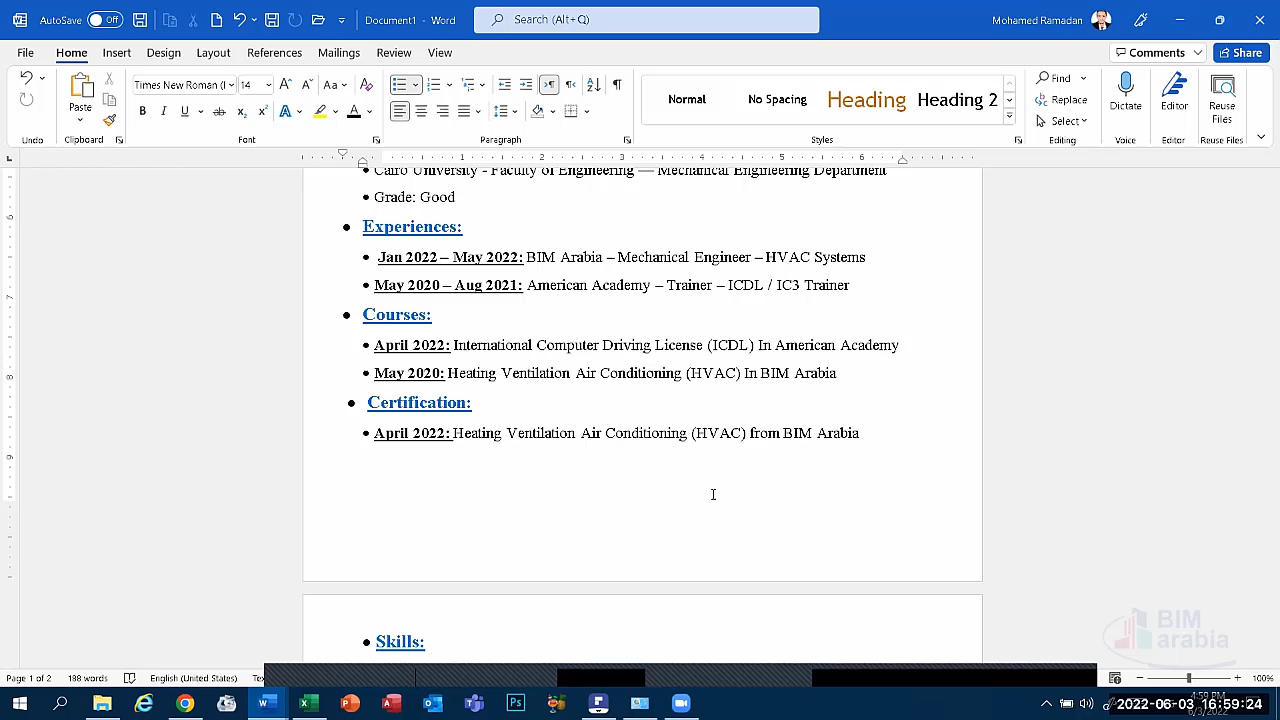 AutoSave Off Document1 - Word Search (Alt+Q) Mohamed Ramadan
File Home Insert Design Layout References Mailings Review View Comments Share
Times New Roman 14 Normal No Spacing Heading Heading 2 Find
Paste Replace Dictate Editor Reuse Files
Select
Undo Clipboard Font Paragraph Styles Editing Voice Editor Reuse Files
Cairo University - Faculty of Engineering — Mechanical Engineering Department
• Grade: Good
• Experiences:
• Jan 2022 – May 2022: BIM Arabia – Mechanical Engineer – HVAC Systems
• May 2020 – Aug 2021: American Academy – Trainer – ICDL / IC3 Trainer
• Courses:
• April 2022: International Computer Driving License (ICDL) In American Academy
• May 2020: Heating Ventilation Air Conditioning (HVAC) In BIM Arabia
• Certification:
• April 2022: Heating Ventilation Air Conditioning (HVAC) from BIM Arabia
• Skills:
BIM
arabia
Page 1 of 2 188 words English (United States) 100%
4:59 PM
2022-06-03 16:59:24